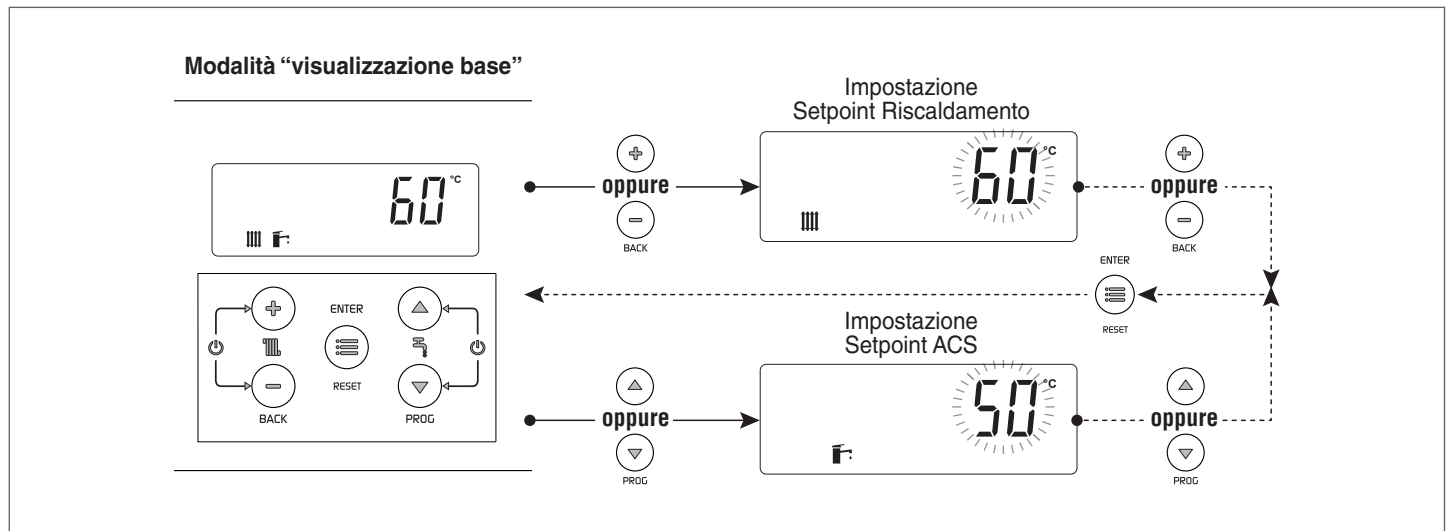 Modalità “visualizzazione base”
60 °C
ENTER
RESET
BACK
PROG
+
oppure
−
BACK
Impostazione
Setpoint Riscaldamento
60 °C
+
oppure
−
BACK
ENTER
RESET
oppure
PROG
Impostazione
Setpoint ACS
50 °C
oppure
PROG